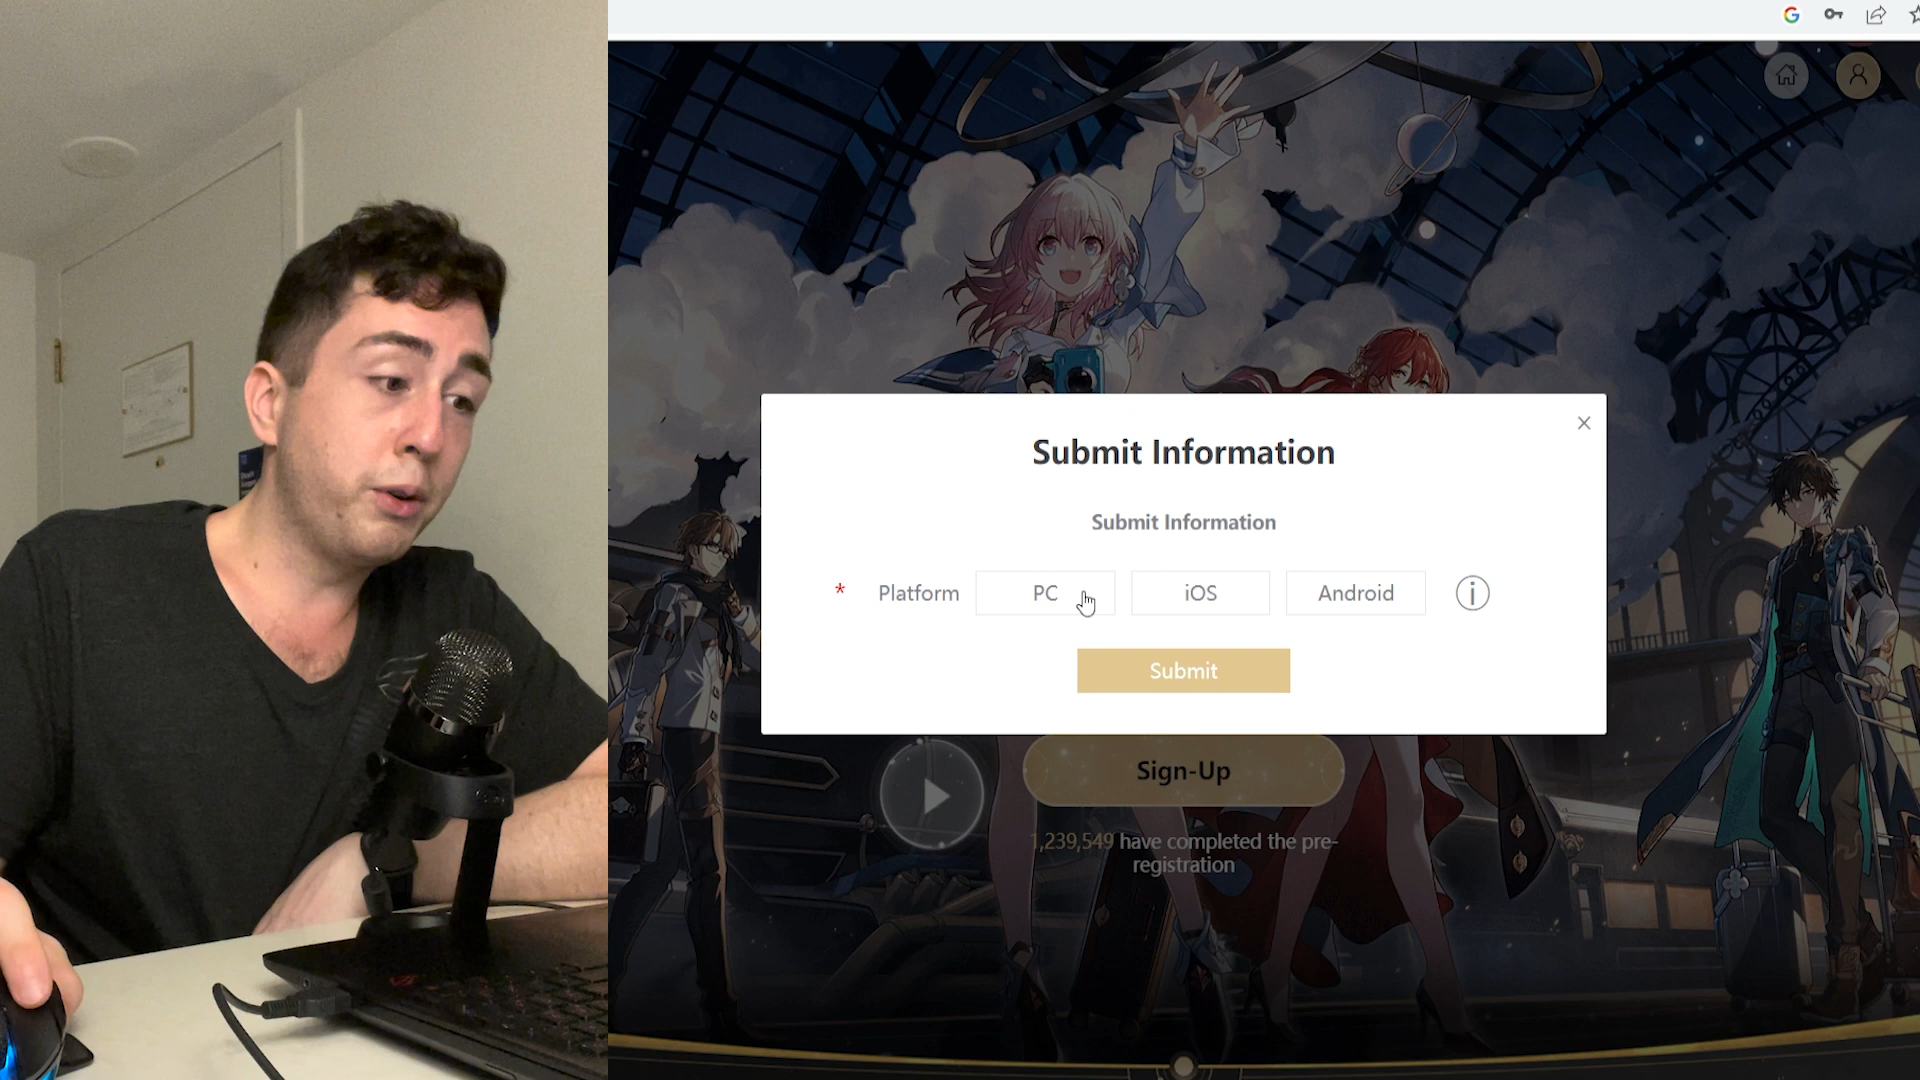 Submit Information
Submit Information
* Platform PC iOS Android
Submit
Sign-Up
1,239,549 have completed the pre-
registration